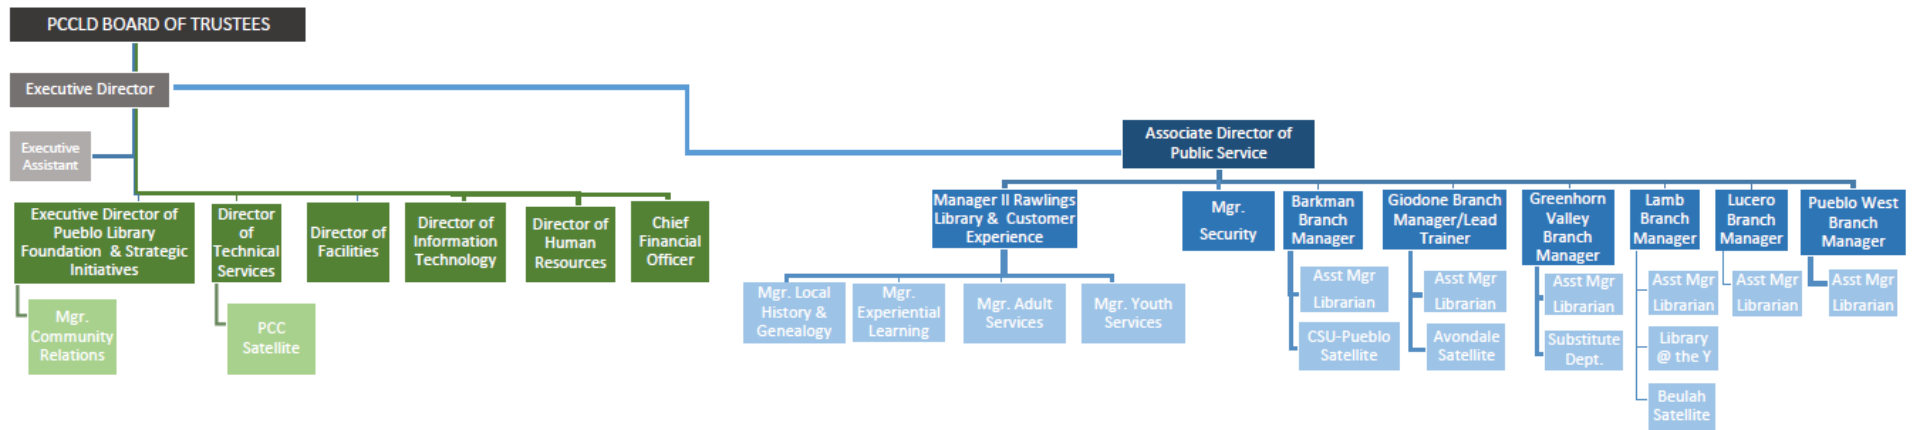 PCCLD BOARD OF TRUSTEES
Executive Director
Executive
Assistant
Associate Director of
Public Service
Executive Director of
Pueblo Library
Foundation & Strategic
Initiatives
Director
of
Technical
Services
Director of
Facilities
Director of
Information
Technology
Director of
Human
Resources
Chief
Financial
Officer
Mgr.
Community
Relations
PCC
Satellite
Manager II Rawlings
Library & Customer
Experience
Mgr.
Security
Barkman
Branch
Manager
Giodone Branch
Manager/Lead
Trainer
Greenhorn
Valley
Branch
Manager
Lamb
Branch
Manager
Lucero
Branch
Manager
Pueblo West
Branch
Manager
Mgr. Local
History &
Genealogy
Mgr.
Experiential
Learning
Mgr. Adult
Services
Mgr. Youth
Services
Asst Mgr
Librarian
CSU-Pueblo
Satellite
Asst Mgr
Librarian
Avondale
Satellite
Asst Mgr
Librarian
Substitute
Dept.
Asst Mgr
Librarian
Library
@ the Y
Beulah
Satellite
Asst Mgr
Librarian
Asst Mgr
Librarian